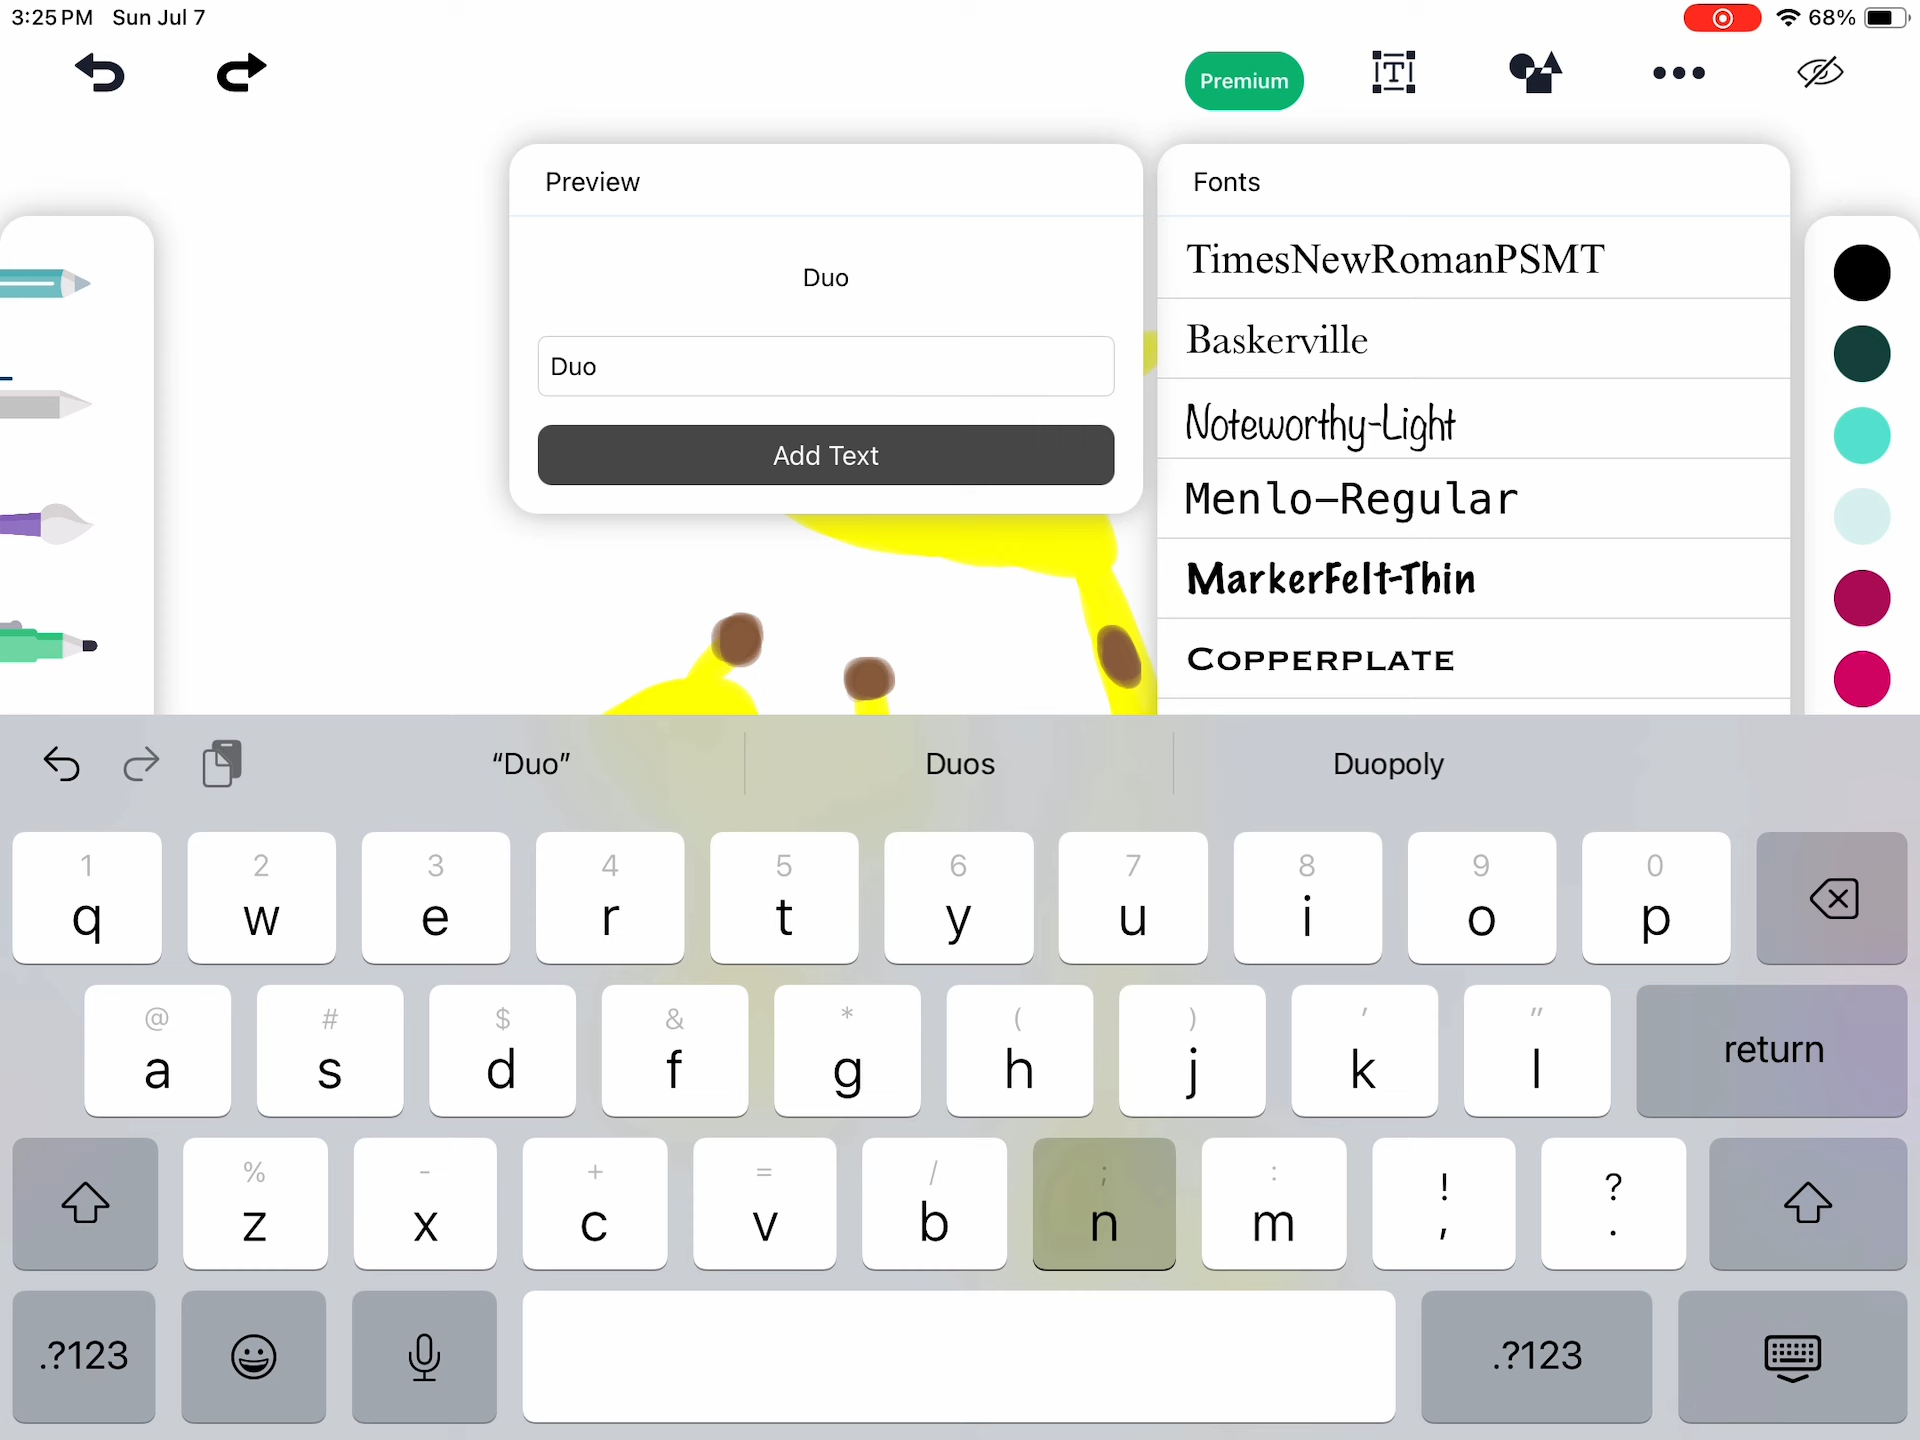 3:25 PM Sun Jul 7
68%
Premium
T
Preview
Duo
Duo
Add Text
Fonts
TimesNewRomanPSMT
Baskerville
Noteworthy-Light
Menlo-Regular
MarkerFelt-Thin
Copperplate
“Duo” Duos Duopoly
1 2 3 4 5 6 7 8 9 0
q w e r t y u i o p
@ # $ & * ( ) ' "
a s d f g h j k l return
% - + = / ; : ! ?
z x c v b n m , .
.?123 .?123